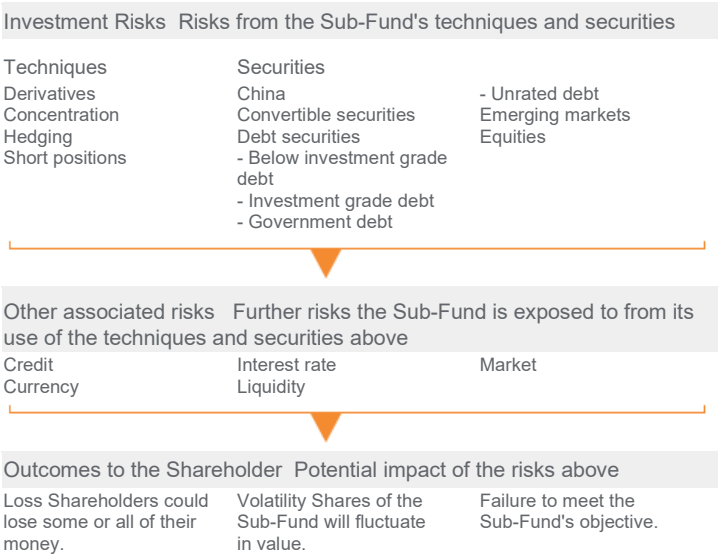 Investment Risks  Risks from the Sub-Fund's techniques and securities
Techniques
Derivatives
Concentration
Hedging
Short positions
Securities
China
Convertible securities
Debt securities
- Below investment grade
debt
- Investment grade debt
- Government debt
- Unrated debt
Emerging markets
Equities
Other associated risks   Further risks the Sub-Fund is exposed to from its
use of the techniques and securities above
Credit
Currency
Interest rate
Liquidity
Market
Outcomes to the Shareholder  Potential impact of the risks above
Loss Shareholders could
lose some or all of their
money.
Volatility Shares of the
Sub-Fund will fluctuate
in value.
Failure to meet the
Sub-Fund's objective.